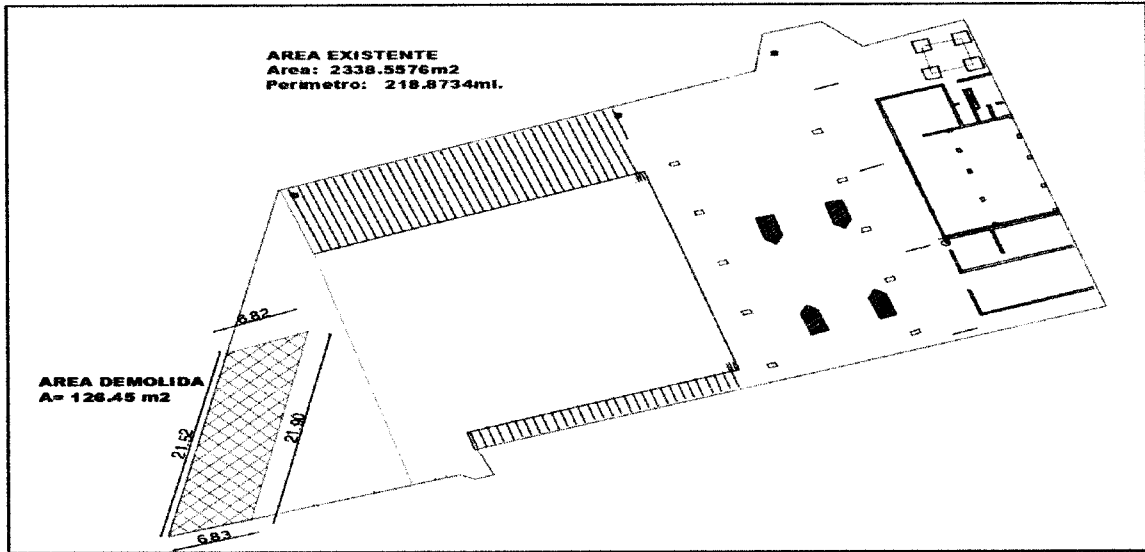 AREA EXISTENTE
Area: 2338.5576m2
Perimetro: 218.8734ml.
6.82
AREA DEMOLIDA
A= 126.45 m2
21.52
21.90
6.83